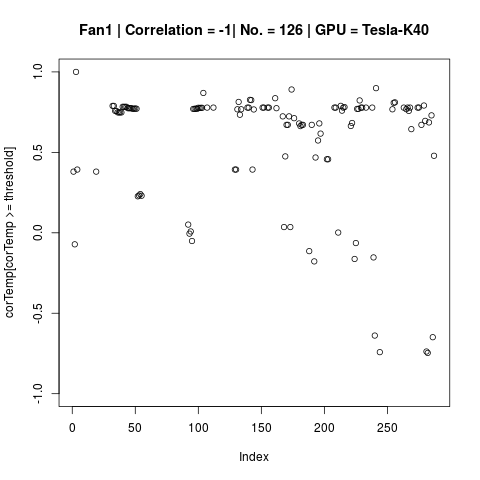 Fan1 | Correlation = -1| No. = 126 | GPU = Tesla-K40
corTemp[corTemp >= threshold]
1.0
0.5
0.0
-0.5
-1.0
0 50 100 150 200 250
Index